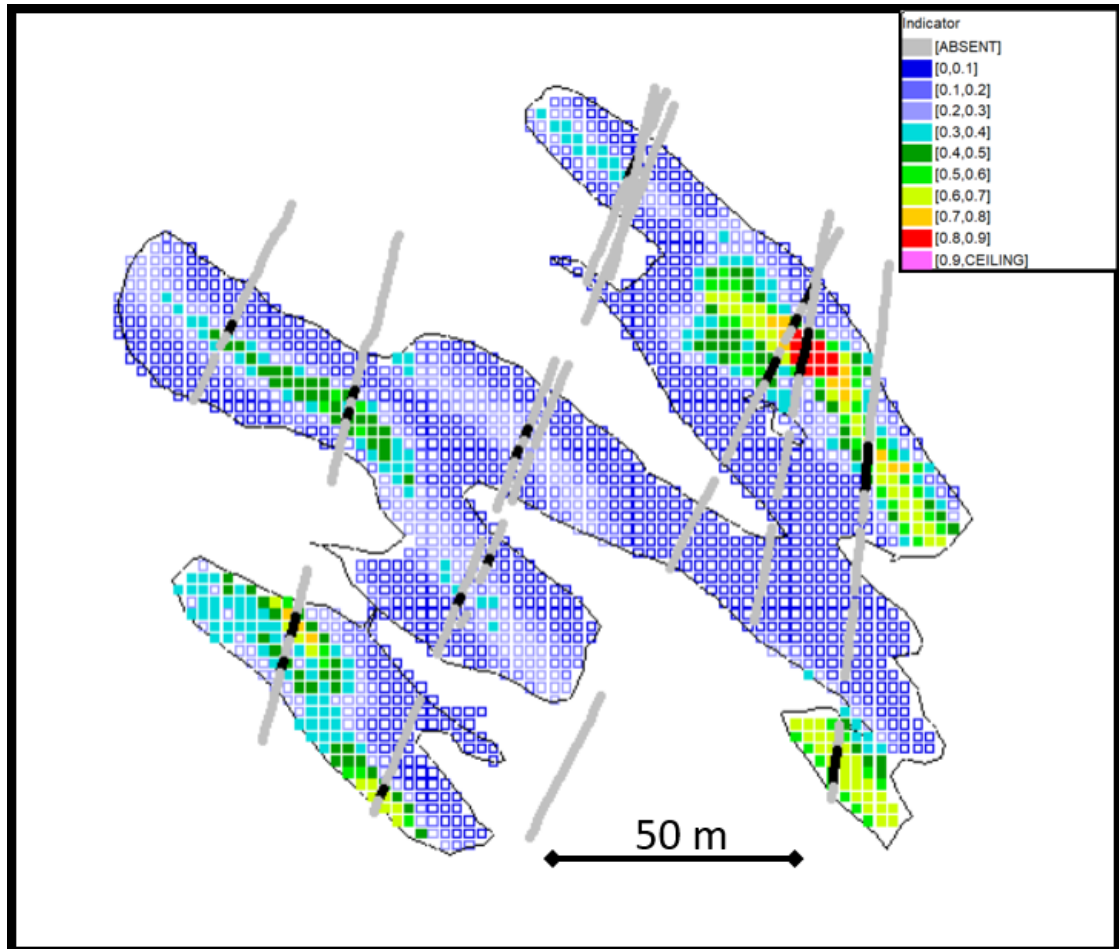 Indicator
[ABSENT]
[0,0.1]
[0.1,0.2]
[0.2,0.3]
[0.3,0.4]
[0.4,0.5]
[0.5,0.6]
[0.6,0.7]
[0.7,0.8]
[0.8,0.9]
[0.9,CEILING]
50 m